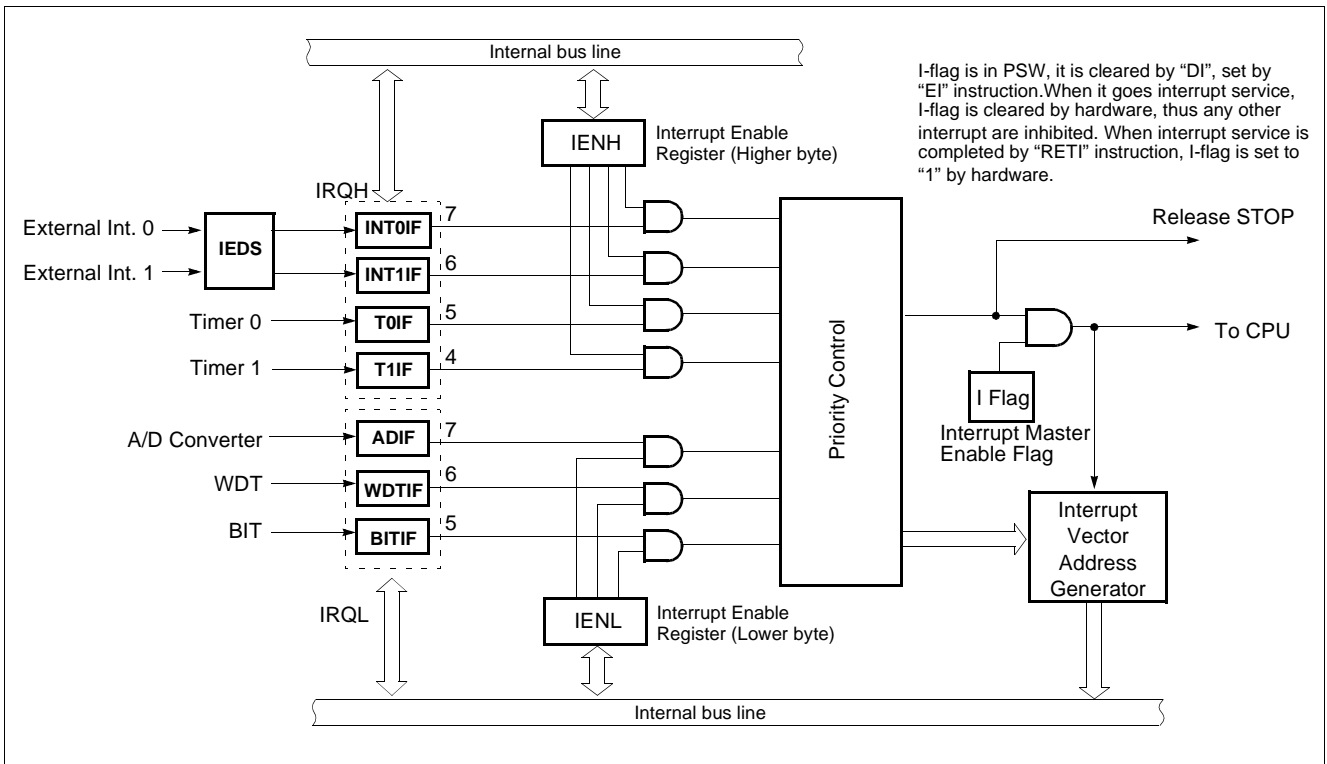 Internal bus line
I-flag is in PSW, it is cleared by “DI”, set by
“EI” instruction.When it goes interrupt service,
I-flag is cleared by hardware, thus any other
interrupt are inhibited. When interrupt service is
completed by “RETI” instruction, I-flag is set to
“1” by hardware.
IENH
Interrupt Enable
Register (Higher byte)
IRQH
External Int. 0
External Int. 1
IEDS
INT0IF
7
INT1IF
6
Timer 0
T0IF
5
Timer 1
T1IF
4
A/D Converter
ADIF
7
WDT
WDTIF
6
BIT
BITIF
5
IRQL
IENL
Interrupt Enable
Register (Lower byte)
Priority Control
Release STOP
To CPU
I Flag
Interrupt Master
Enable Flag
Interrupt
Vector
Address
Generator
Internal bus line